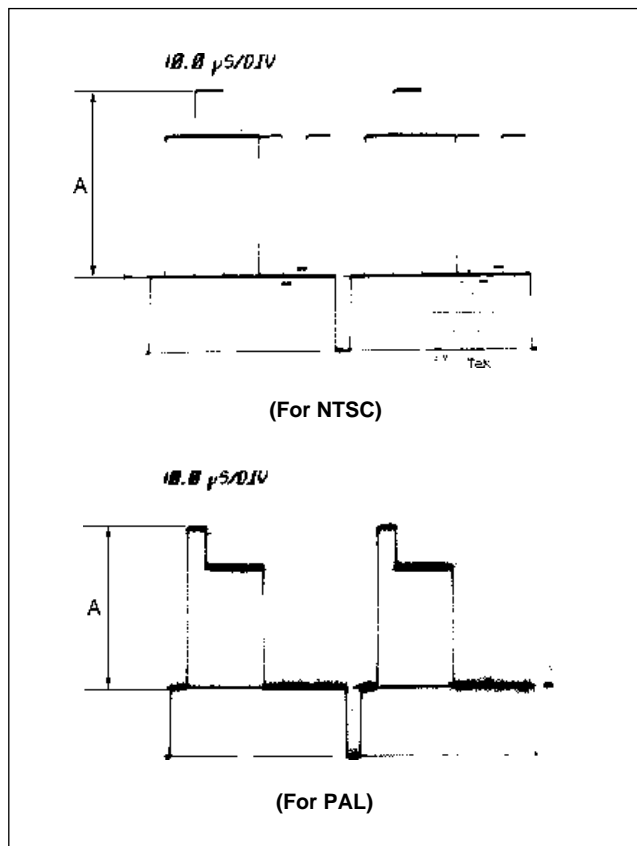 10.0 µS/DIV
A
Tek
(For NTSC)
10.0 µS/DIV
A
(For PAL)